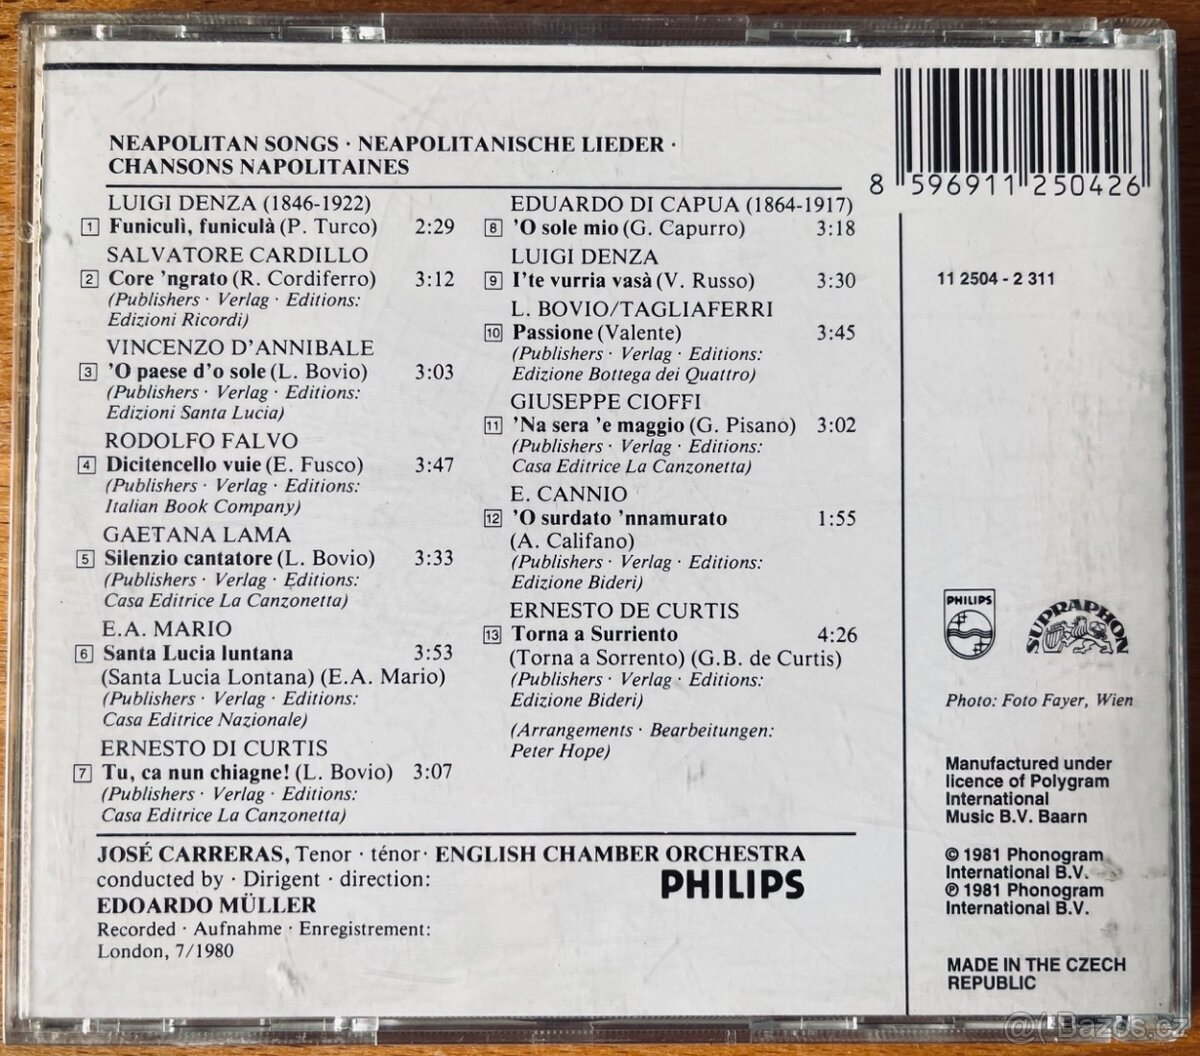 NEAPOLITAN SONGS · NEAPOLITANISCHE LIEDER ·
CHANSONS NAPOLITAINES
LUIGI DENZA (1846-1922)
1 Funiculì, funiculà (P. Turco) 2:29
SALVATORE CARDILLO
2 Core 'ngrato (R. Cordiferro) 3:12
(Publishers · Verlag · Editions:
Edizioni Ricordi)
VINCENZO D'ANNIBALE
3 'O paese d'o sole (L. Bovio) 3:03
(Publishers · Verlag · Editions:
Edizioni Santa Lucia)
RODOLFO FALVO
4 Dicitencello vuie (E. Fusco) 3:47
(Publishers · Verlag · Editions:
Italian Book Company)
GAETANA LAMA
5 Silenzio cantatore (L. Bovio) 3:33
(Publishers · Verlag · Editions:
Casa Editrice La Canzonetta)
E.A. MARIO
6 Santa Lucia luntana 3:53
(Santa Lucia Lontana) (E.A. Mario)
(Publishers · Verlag · Editions:
Casa Editrice Nazionale)
ERNESTO DI CURTIS
7 Tu, ca nun chiagne! (L. Bovio) 3:07
(Publishers · Verlag · Editions:
Casa Editrice La Canzonetta)
EDUARDO DI CAPUA (1864-1917)
8 'O sole mio (G. Capurro) 3:18
LUIGI DENZA
9 I'te vurria vasà (V. Russo) 3:30
L. BOVIO/TAGLIAFERRI
10 Passione (Valente) 3:45
(Publishers · Verlag · Editions:
Edizione Bottega dei Quattro)
GIUSEPPE CIOFFI
11 'Na sera 'e maggio (G. Pisano) 3:02
(Publishers · Verlag · Editions:
Casa Editrice La Canzonetta)
E. CANNIO
12 'O surdato 'nnamurato 1:55
(A. Califano)
(Publishers · Verlag · Editions:
Edizione Bideri)
ERNESTO DE CURTIS
13 Torna a Surriento 4:26
(Torna a Sorrento) (G.B. de Curtis)
(Publishers · Verlag · Editions:
Edizione Bideri)
(Arrangements · Bearbeitungen:
Peter Hope)
JOSÉ CARRERAS, Tenor · ténor · ENGLISH CHAMBER ORCHESTRA
conducted by · Dirigent · direction:
EDOARDO MÜLLER
Recorded · Aufnahme · Enregistrement:
London, 7/1980
PHILIPS
8 596911 250426
11 2504 - 2 311
PHILIPS
SUPRAPHON
Photo: Foto Fayer, Wien
Manufactured under
licence of Polygram
International
Music B.V. Baarn
© 1981 Phonogram
International B.V.
℗ 1981 Phonogram
International B.V.
MADE IN THE CZECH
REPUBLIC
@( Bazos.cz